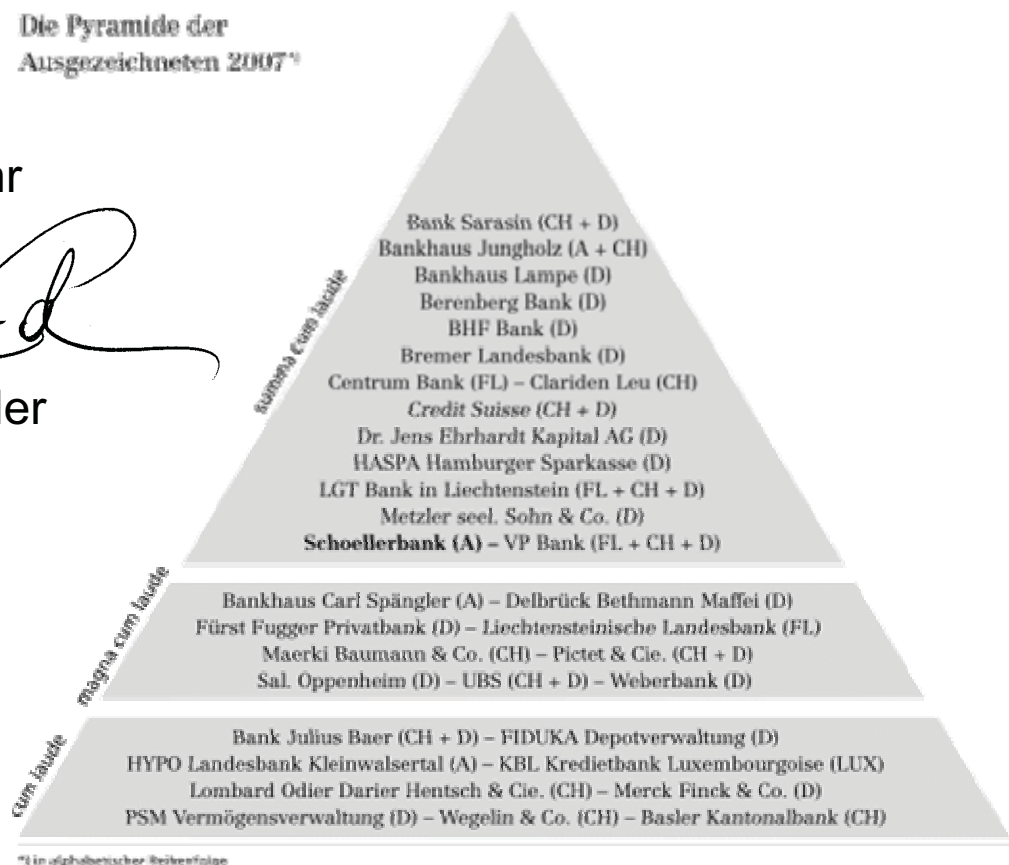 Die Pyramide der
Ausgezeichneten 2007*)
hr
ler
summa cum laude
Bank Sarasin (CH + D)
Bankhaus Jungholz (A + CH)
Bankhaus Lampe (D)
Berenberg Bank (D)
BHF Bank (D)
Bremer Landesbank (D)
Centrum Bank (FL) – Clariden Leu (CH)
Credit Suisse (CH + D)
Dr. Jens Ehrhardt Kapital AG (D)
HASPA Hamburger Sparkasse (D)
LGT Bank in Liechtenstein (FL + CH + D)
Metzler seel. Sohn & Co. (D)
Schoellerbank (A) – VP Bank (FL + CH + D)
magna cum laude
Bankhaus Carl Spängler (A) – Delbrück Bethmann Maffei (D)
Fürst Fugger Privatbank (D) – Liechtensteinische Landesbank (FL)
Maerki Baumann & Co. (CH) – Pictet & Cie. (CH + D)
Sal. Oppenheim (D) – UBS (CH + D) – Weberbank (D)
cum laude
Bank Julius Baer (CH + D) – FIDUKA Depotverwaltung (D)
HYPO Landesbank Kleinwalsertal (A) – KBL Kredietbank Luxembourgoise (LUX)
Lombard Odier Darier Hentsch & Cie. (CH) – Merck Finck & Co. (D)
PSM Vermögensverwaltung (D) – Wegelin & Co. (CH) – Basler Kantonalbank (CH)
*) in alphabetischer Reihenfolge